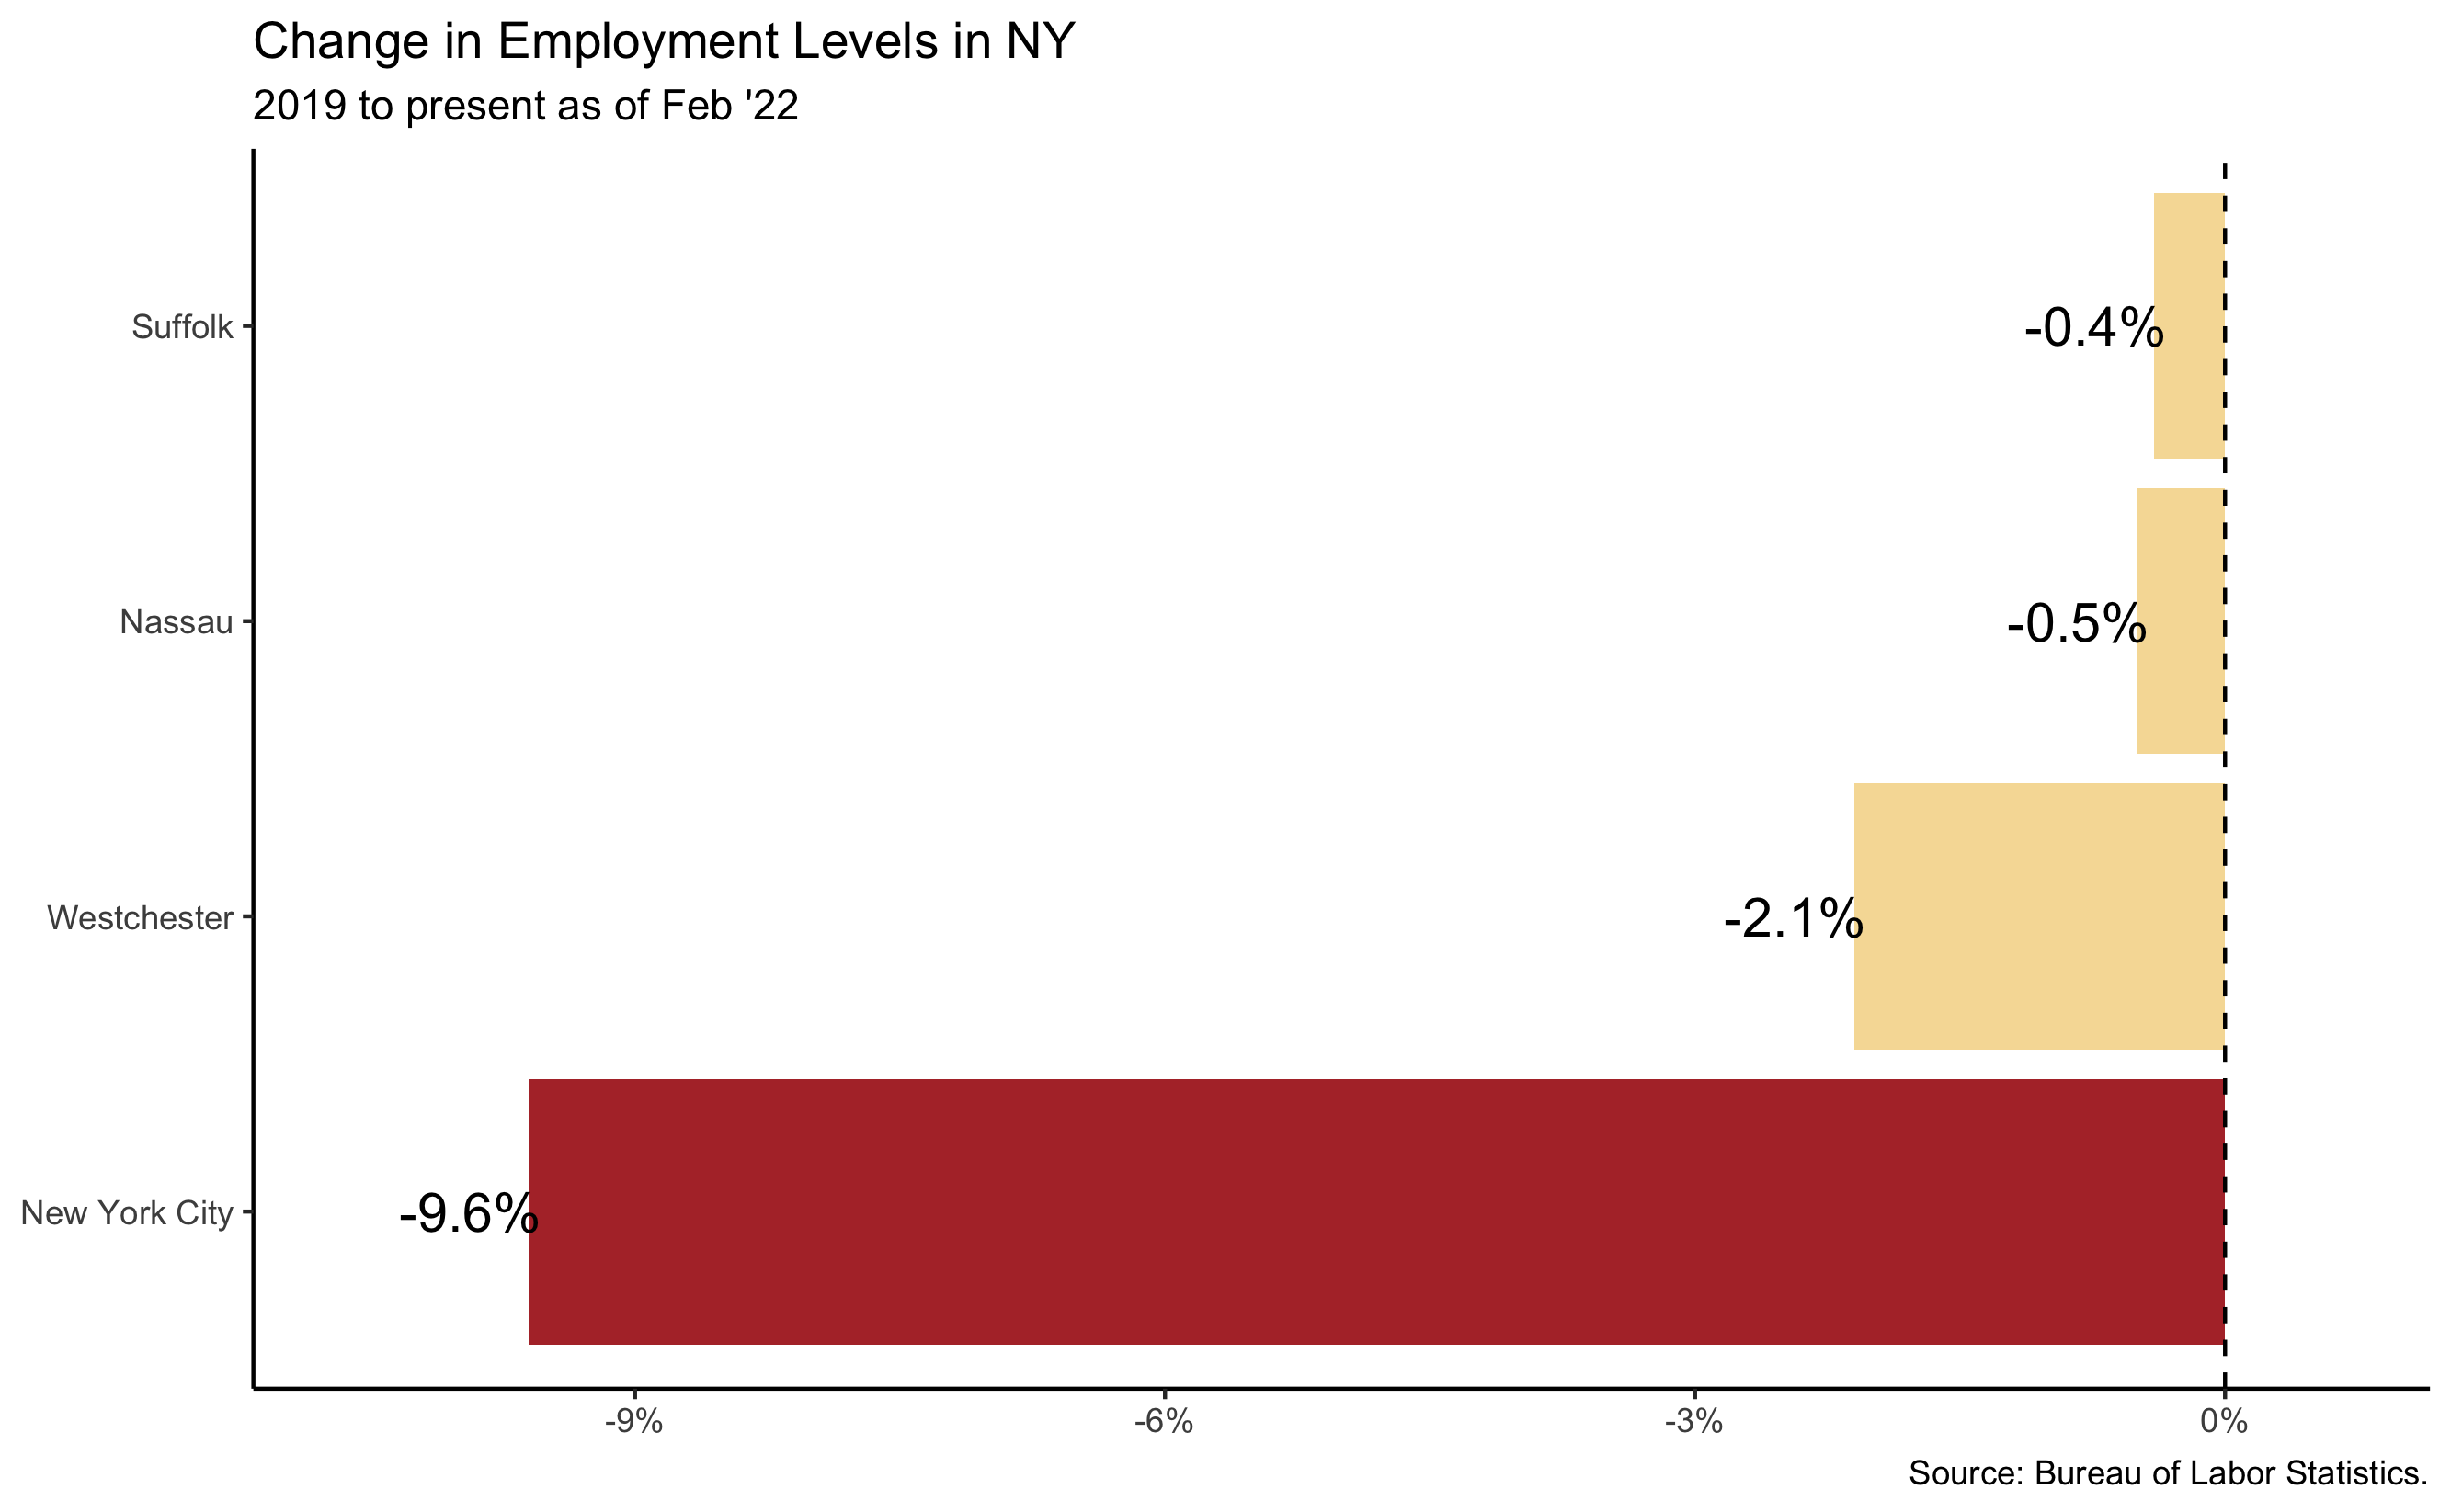 Change in Employment Levels in NY
2019 to present as of Feb '22
Suffolk
-0.4%
Nassau
-0.5%
Westchester
-2.1%
New York City
-9.6%
-9%
-6%
-3%
0%
Source: Bureau of Labor Statistics.